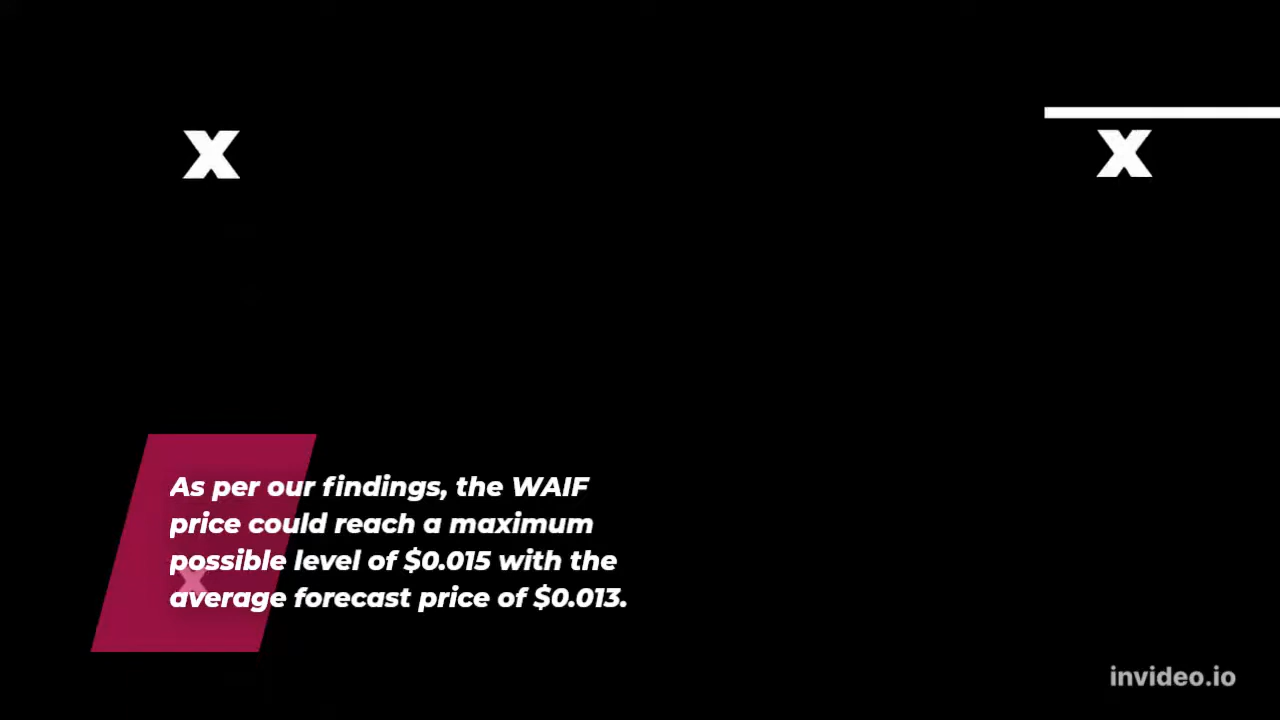 X
X
As per our findings, the WAIF
price could reach a maximum
possible level of $0.015 with the
average forecast price of $0.013.
X
invideo.io